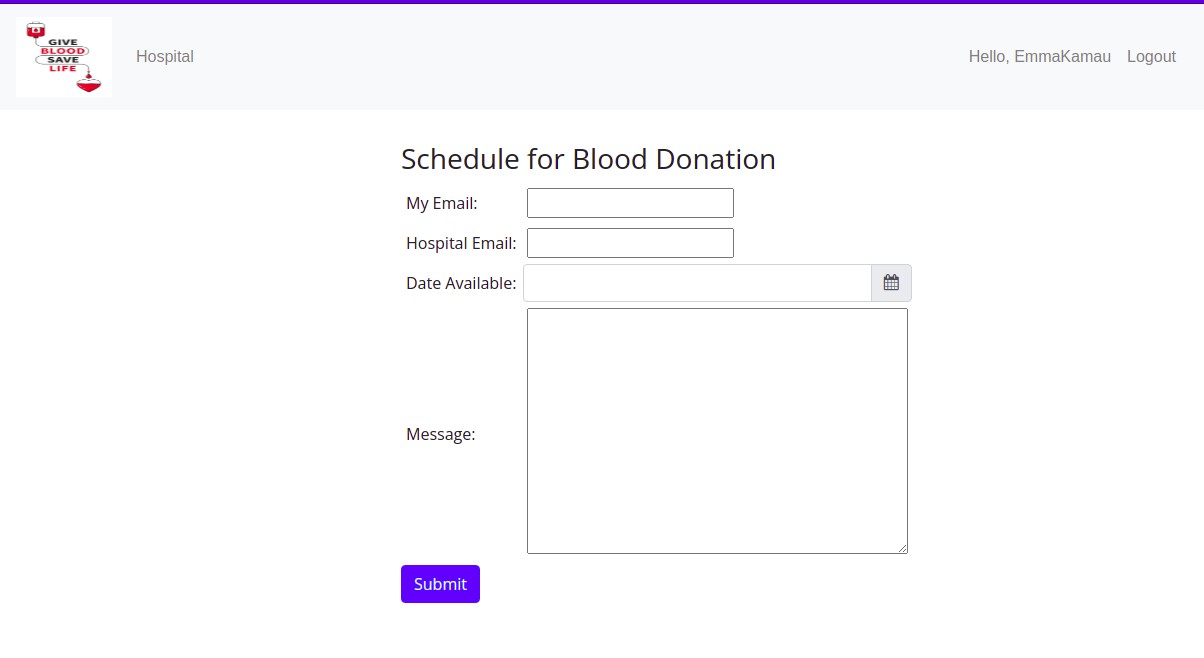 GIVE
BLOOD
SAVE
LIFE
Hospital
Hello, EmmaKamau
Logout
Schedule for Blood Donation
My Email:
Hospital Email:
Date Available:
Message:
Submit